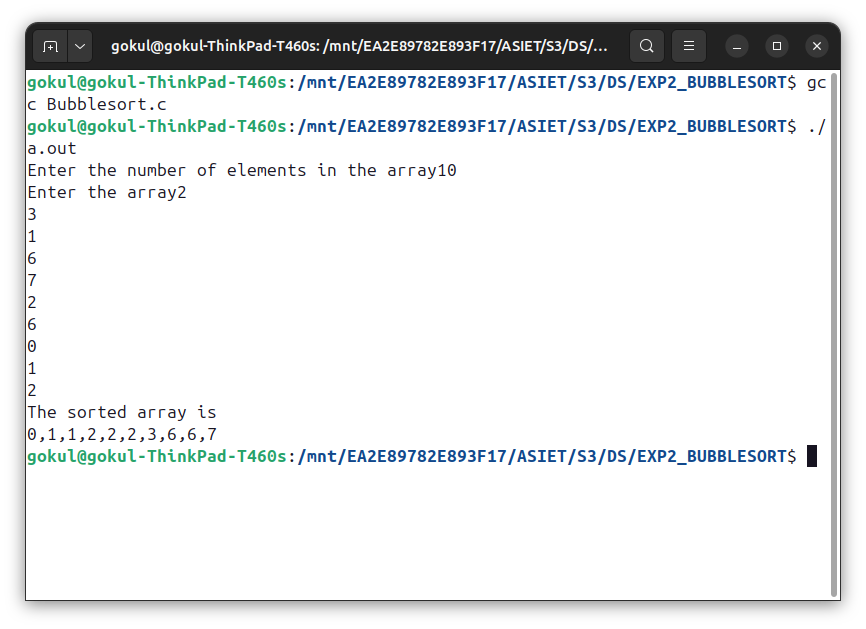 gokul@gokul-ThinkPad-T460s: /mnt/EA2E89782E893F17/ASIET/S3/DS/...
gokul@gokul-ThinkPad-T460s:/mnt/EA2E89782E893F17/ASIET/S3/DS/EXP2_BUBBLESORT$ gc
c Bubblesort.c
gokul@gokul-ThinkPad-T460s:/mnt/EA2E89782E893F17/ASIET/S3/DS/EXP2_BUBBLESORT$ ./
a.out
Enter the number of elements in the array10
Enter the array2
3
1
6
7
2
6
0
1
2
The sorted array is
0,1,1,2,2,2,3,6,6,7
gokul@gokul-ThinkPad-T460s:/mnt/EA2E89782E893F17/ASIET/S3/DS/EXP2_BUBBLESORT$